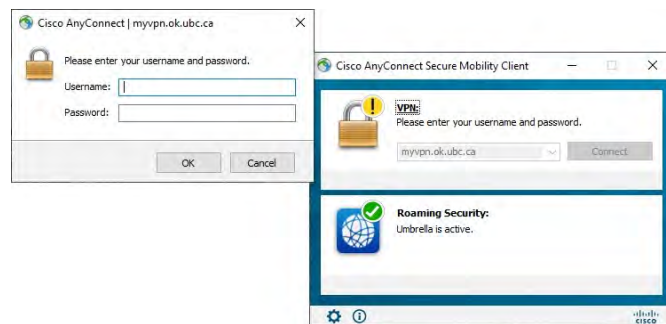 Cisco AnyConnect | myvpn.ok.ubc.ca
Please enter your username and password.
Username:
Password:
OK
Cancel
Cisco AnyConnect Secure Mobility Client
VPN:
Please enter your username and password.
myvpn.ok.ubc.ca
Connect
Roaming Security:
Umbrella is active.
CISCO